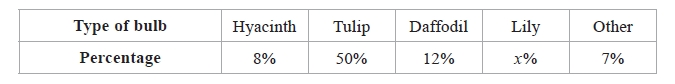 Type of bulb Hyacinth Tulip Daffodil Lily Other
Percentage 8% 50% 12% x% 7%